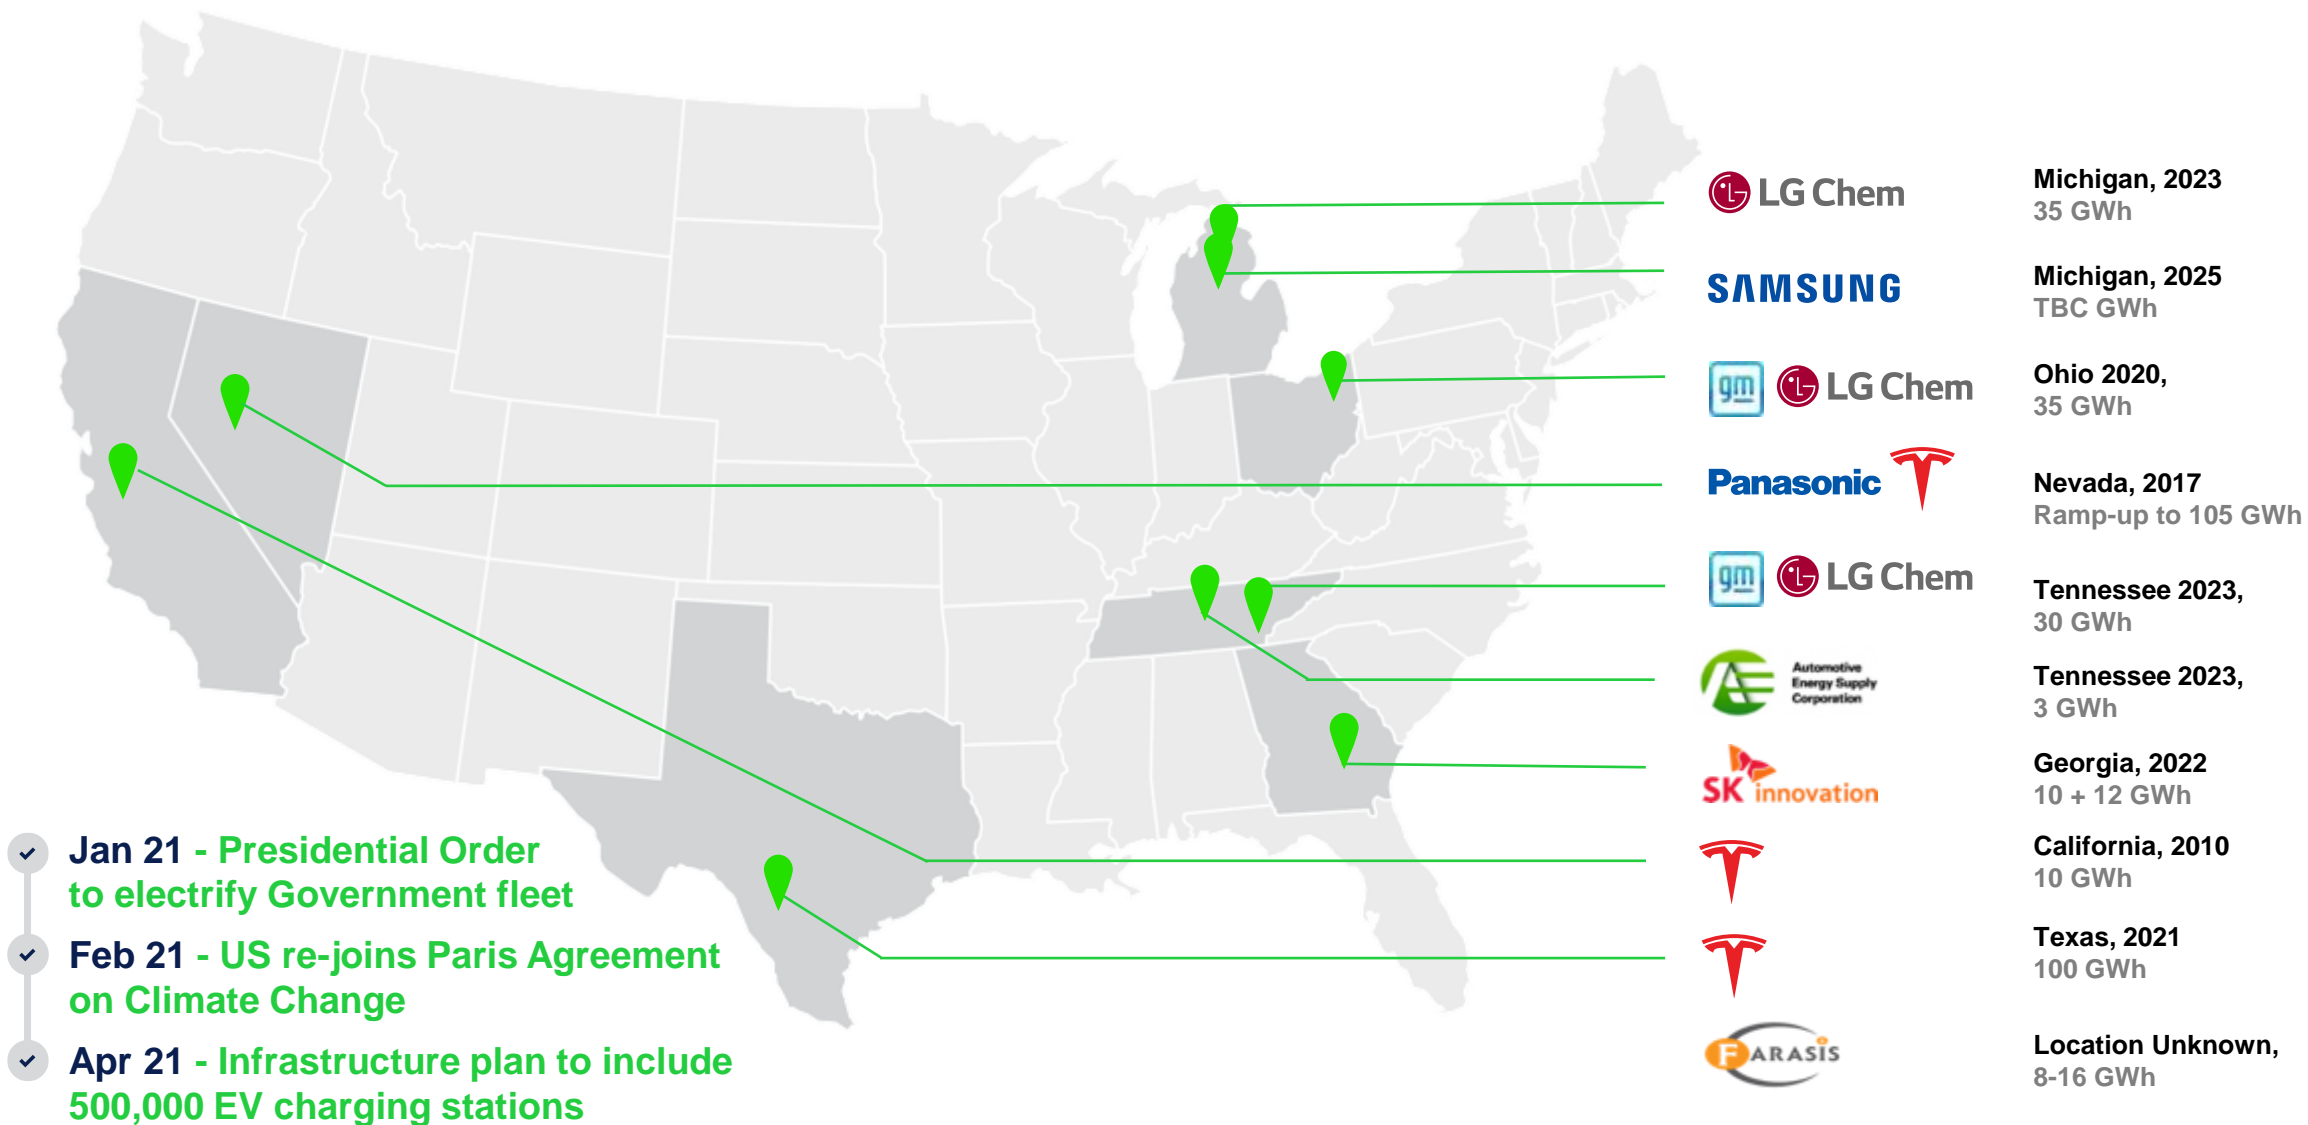 LG Chem
Michigan, 2023
35 GWh
SAMSUNG
Michigan, 2025
TBC GWh
gm LG Chem
Ohio 2020,
35 GWh
Panasonic
Nevada, 2017
Ramp-up to 105 GWh
gm LG Chem
Tennessee 2023,
30 GWh
Automotive
Energy Supply
Corporation
Tennessee 2023,
3 GWh
SK innovation
Georgia, 2022
10 + 12 GWh
California, 2010
10 GWh
Texas, 2021
100 GWh
FARASIS
Location Unknown,
8-16 GWh
Jan 21 - Presidential Order
to electrify Government fleet
Feb 21 - US re-joins Paris Agreement
on Climate Change
Apr 21 - Infrastructure plan to include
500,000 EV charging stations